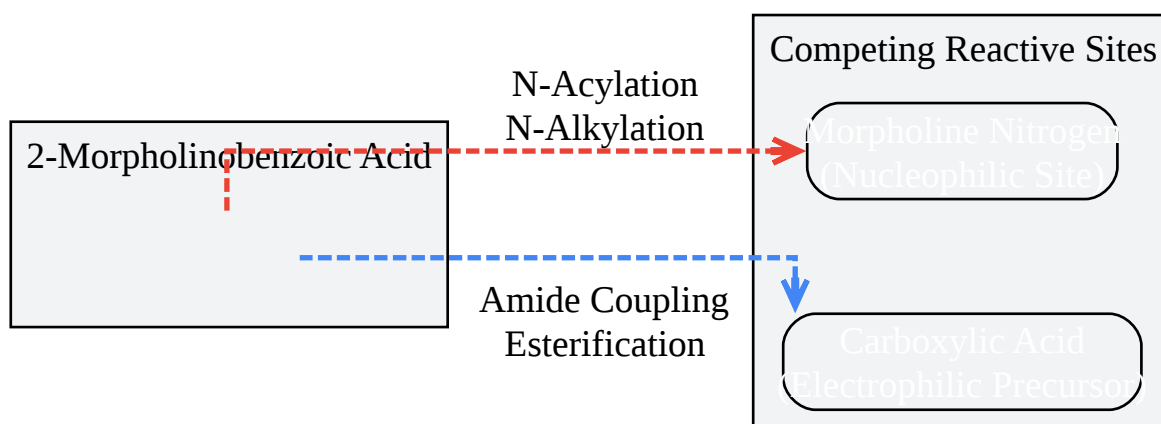 Competing Reactive Sites
N-Acylation
N-Alkylation
Morpholine Nitrogen
(Nucleophilic Site)
2-Morpholinobenzoic Acid
Amide Coupling
Esterification
Carboxylic Acid
(Electrophilic Precursor)